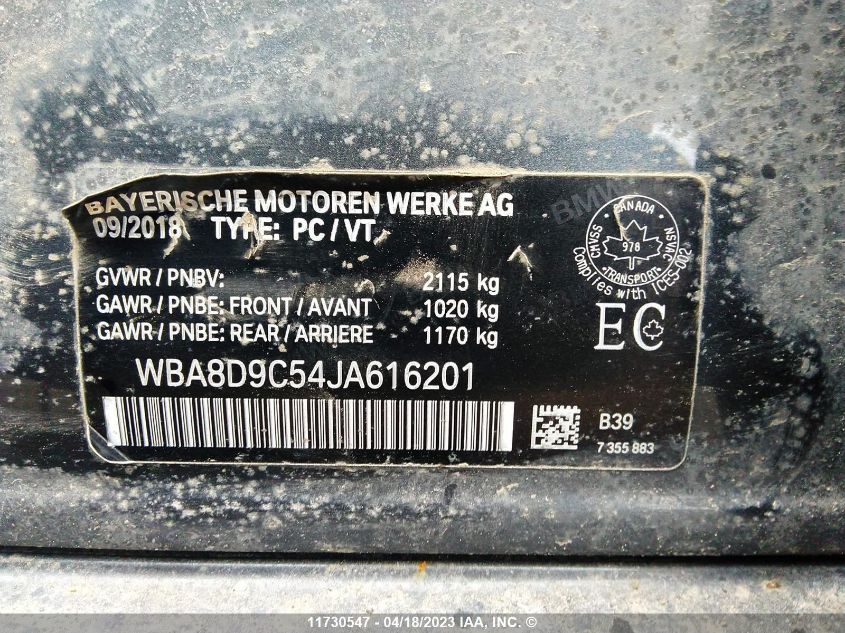 BAYERISCHE MOTOREN WERKE AG
09/2018 TYPE: PC / VT
GVWR / PNBV: 2115 kg
GAWR / PNBE: FRONT / AVANT 1020 kg
GAWR / PNBE: REAR / ARRIERE 1170 kg
WBA8D9C54JA616201
BMW
CANADA
CMVSS
NSVAC
978
TRANSPORT
Complies with ICES-002
EC
B39
7 355 883
11730547 - 04/18/2023 IAA, INC. ©